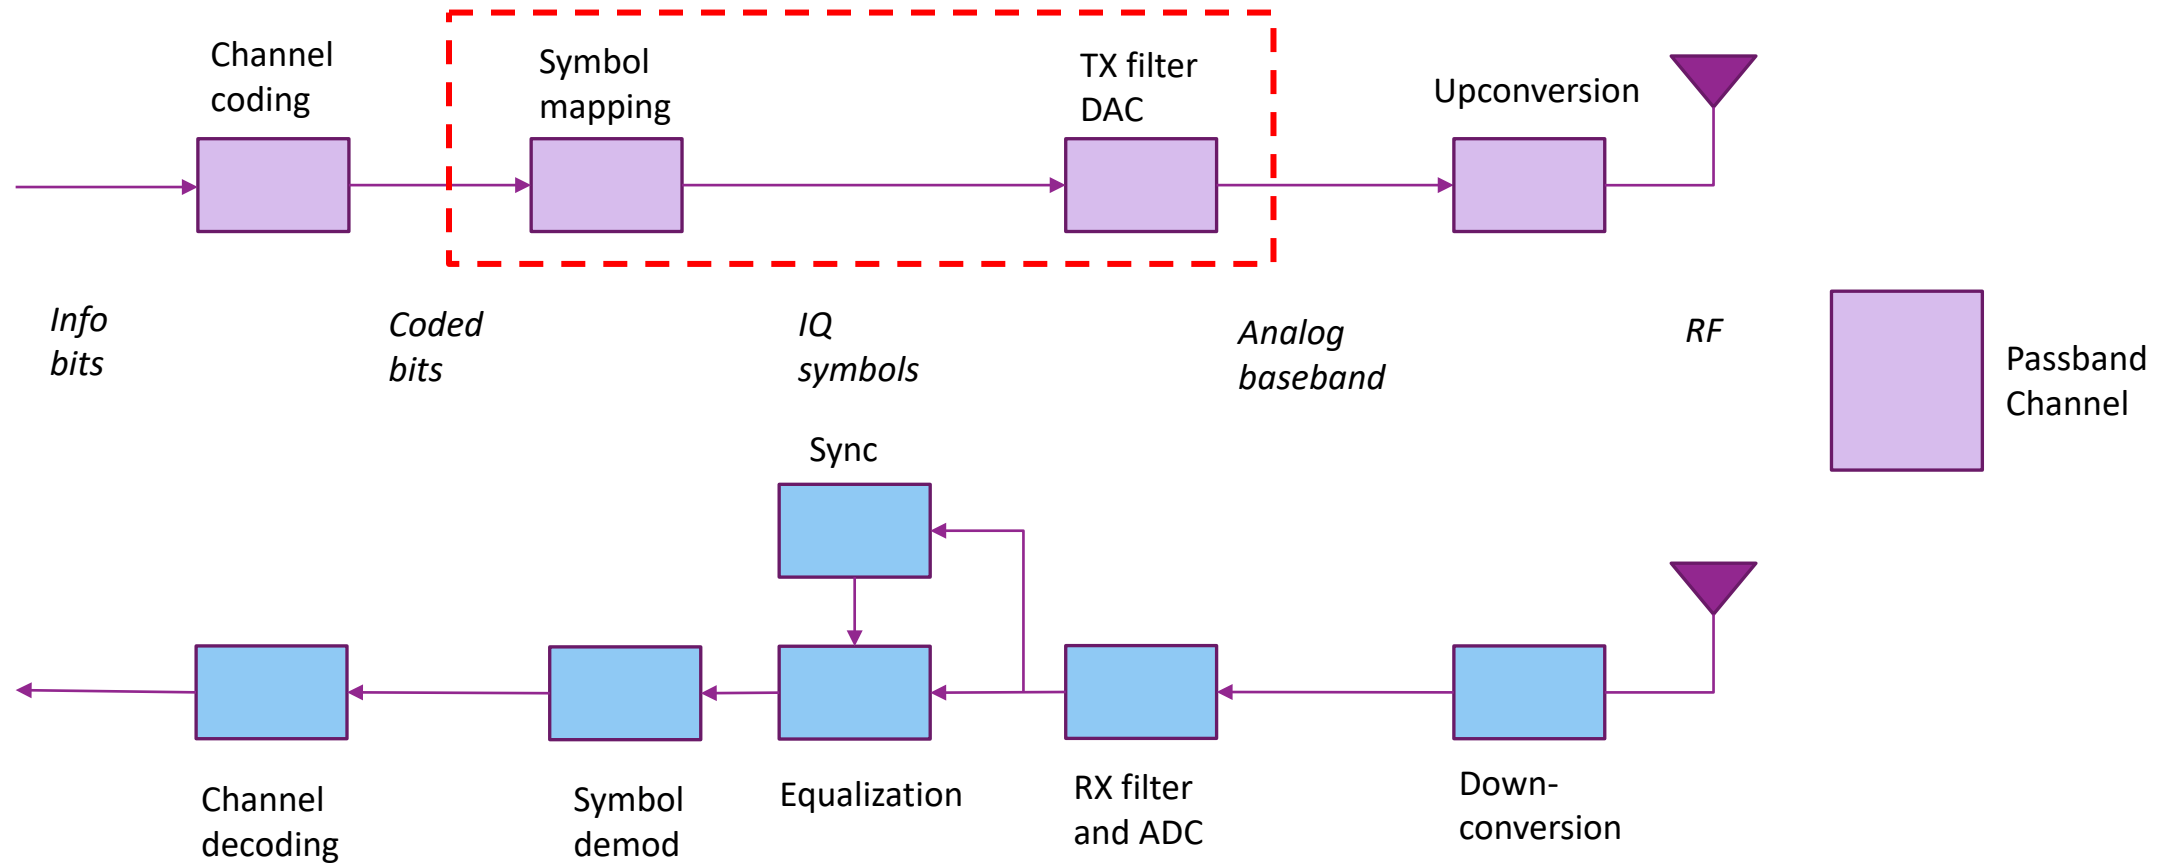 Channel
coding
Symbol
mapping
TX filter
DAC
Upconversion
Info
bits
Coded
bits
IQ
symbols
Analog
baseband
RF
Passband
Channel
Sync
Channel
decoding
Symbol
demod
Equalization
RX filter
and ADC
Down-
conversion